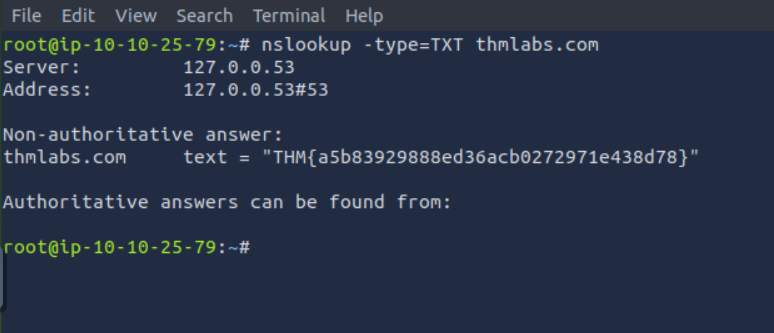 File Edit View Search Terminal Help
root@ip-10-10-25-79:~# nslookup -type=TXT thmlabs.com
Server:         127.0.0.53
Address:        127.0.0.53#53
Non-authoritative answer:
thmlabs.com     text = "THM{a5b83929888ed36acb0272971e438d78}"
Authoritative answers can be found from:
root@ip-10-10-25-79:~#